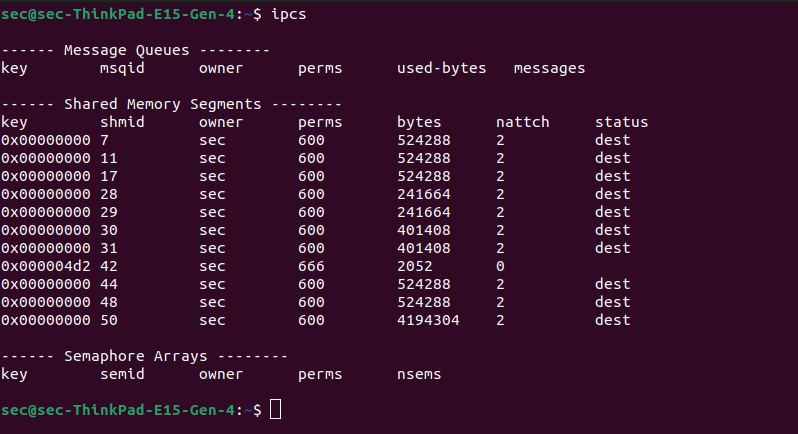 sec@sec-ThinkPad-E15-Gen-4:~$ ipcs
------ Message Queues --------
key        msqid      owner      perms      used-bytes   messages
------ Shared Memory Segments --------
key        shmid      owner      perms      bytes      nattch     status
0x00000000 7          sec        600        524288     2          dest
0x00000000 11         sec        600        524288     2          dest
0x00000000 17         sec        600        524288     2          dest
0x00000000 28         sec        600        241664     2          dest
0x00000000 29         sec        600        241664     2          dest
0x00000000 30         sec        600        401408     2          dest
0x00000000 31         sec        600        401408     2          dest
0x000004d2 42         sec        666        2052       0
0x00000000 44         sec        600        524288     2          dest
0x00000000 48         sec        600        524288     2          dest
0x00000000 50         sec        600        4194304    2          dest
------ Semaphore Arrays --------
key        semid      owner      perms      nsems
sec@sec-ThinkPad-E15-Gen-4:~$